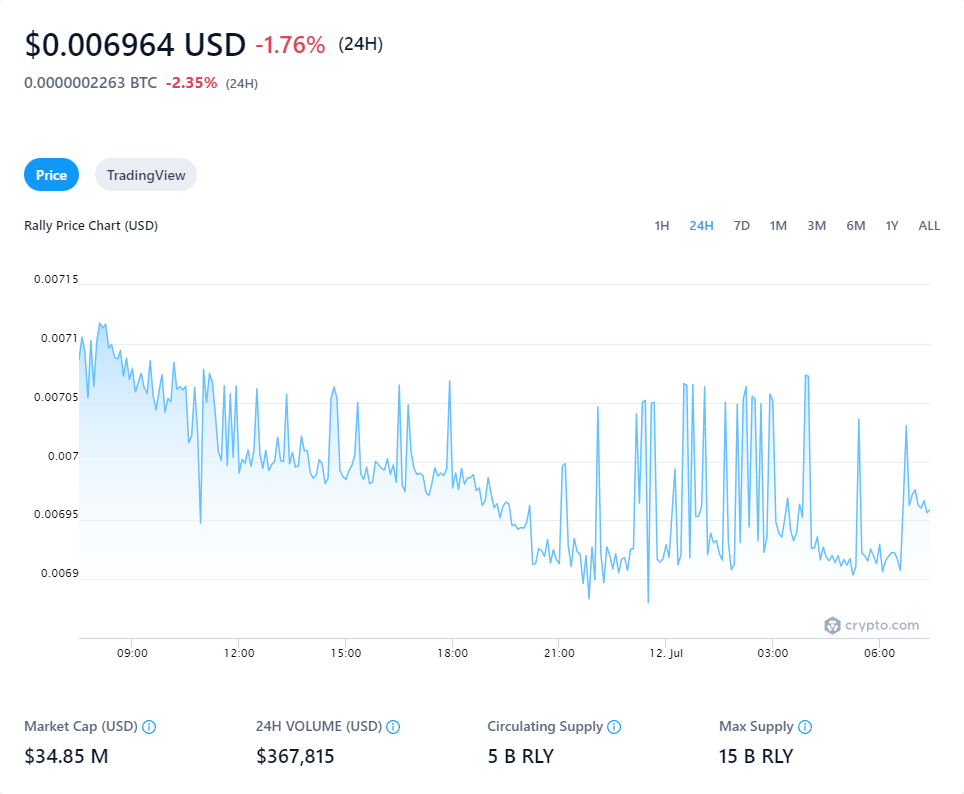 $0.006964 USD -1.76% (24H)
0.0000002263 BTC -2.35% (24H)
Price TradingView
Rally Price Chart (USD) 1H 24H 7D 1M 3M 6M 1Y ALL
0.00715
0.0071
0.00705
0.007
0.00695
0.0069
crypto.com
09:00 12:00 15:00 18:00 21:00 12. Jul 03:00 06:00
Market Cap (USD) 24H VOLUME (USD) Circulating Supply Max Supply
$34.85 M $367,815 5 B RLY 15 B RLY